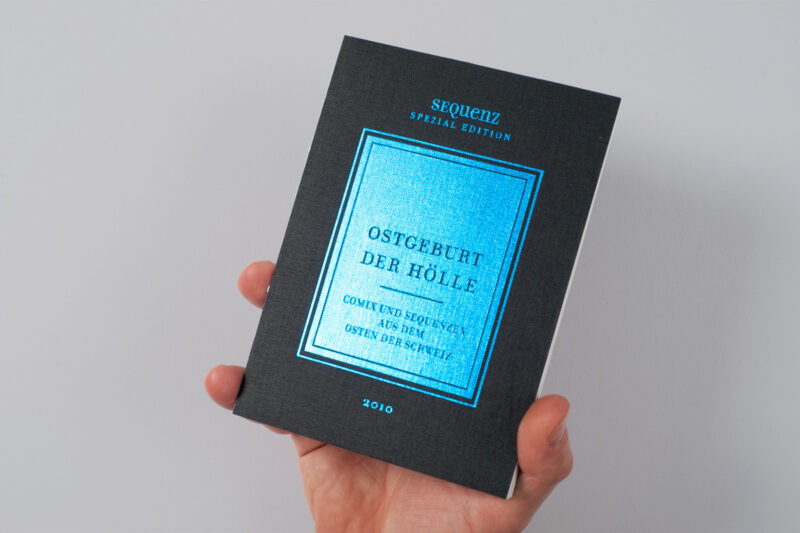 SEQuenz
SPEZIAL EDITION
OSTGEBURT
DER HÖLLE
COMIX UND SEQUENZEN
AUS DEM
OSTEN DER SCHWEIZ
2010